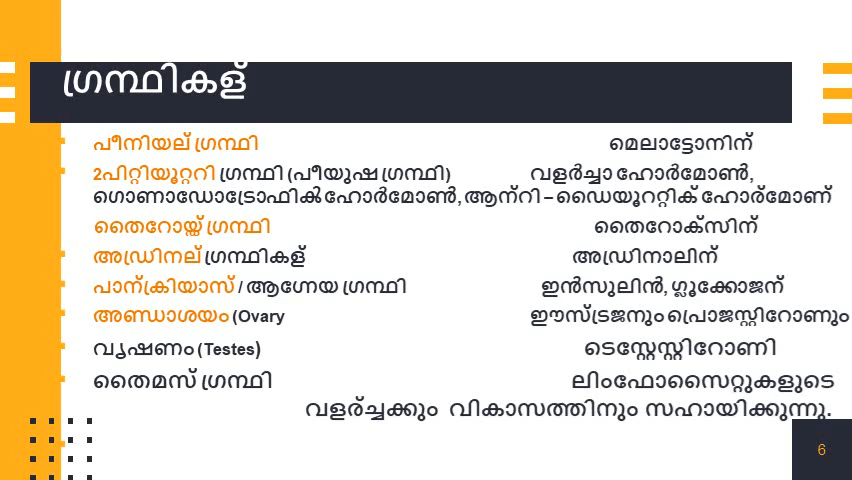 ഗ്രന്ഥികള്
പീനിയല് ഗ്രന്ഥി മെലാട്ടോനിന്
2പിറ്റിയൂറ്ററി ഗ്രന്ഥി (പീയുഷ ഗ്രന്ഥി) വളർച്ചാ ഹോർമോൺ,
ഗൊണാഡോട്രോഫിക് ഹോർമോൺ, ആന്റി – ഡൈയൂററ്റിക് ഹോര്മോണ്
തൈറോയ്ഡ് ഗ്രന്ഥി തൈറോക്സിന്
അഡ്രിനല് ഗ്രന്ഥികള് അഡ്രിനാലിന്
പാന്ക്രിയാസ് / ആഗ്നേയ ഗ്രന്ഥി ഇൻസുലിൻ, ഗ്ലൂക്കോജന്
അണ്ഡാശയം (Ovary ഈസ്ട്രജനും പ്രൊജസ്റ്റിറോണും
വൃഷണം (Testes) ടെസ്റ്റേസ്റ്റിറോണി
തൈമസ് ഗ്രന്ഥി ലിംഫോസൈറ്റുകളുടെ
വളര്ച്ചക്കും വികാസത്തിനും സഹായിക്കുന്നു.
6